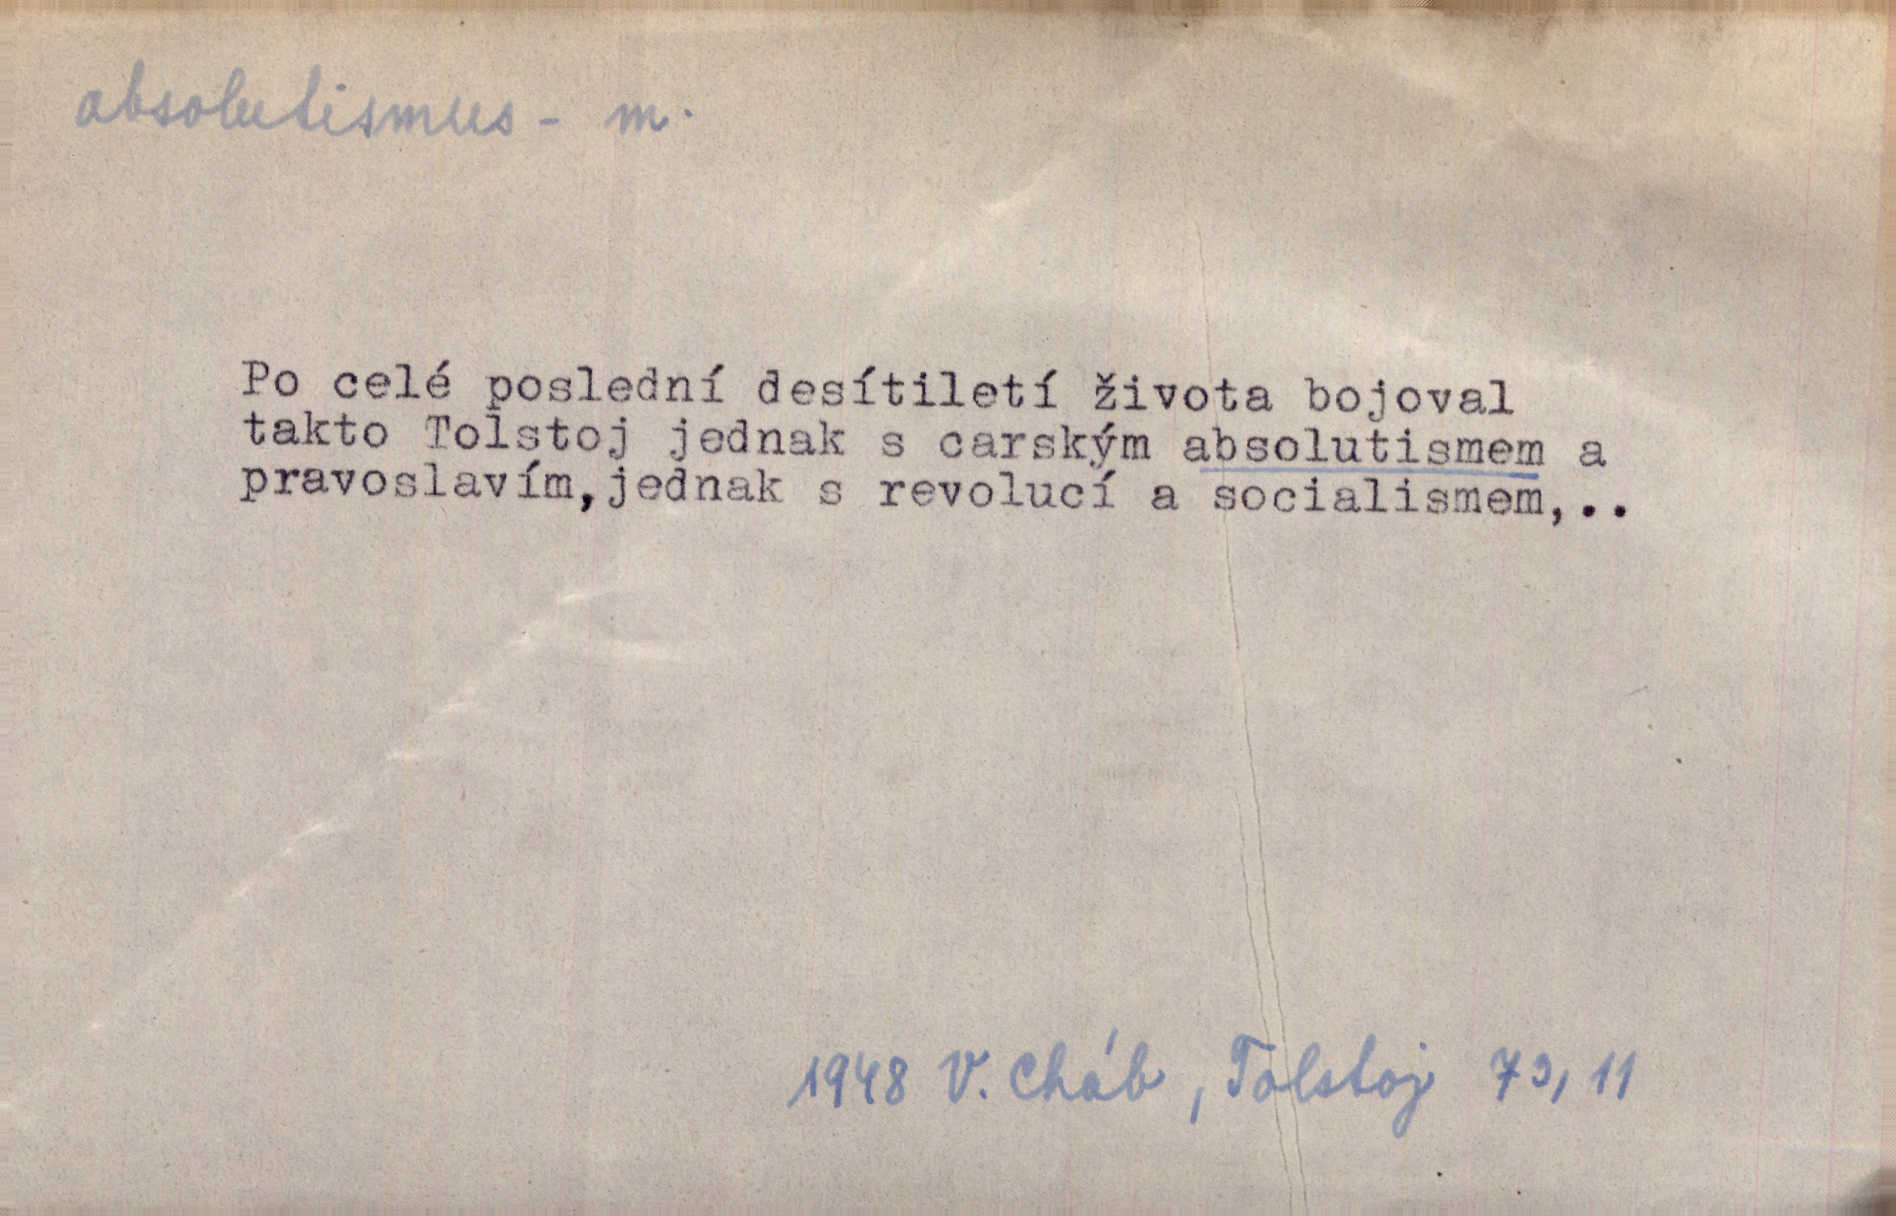 absolutismus - m.
Po celé poslední desítiletí života bojoval
takto Tolstoj jednak s carským absolutismem a
pravoslavím,jednak s revolucí a socialismem,..
1948 V. Cháb, Tolstoj 73, 11